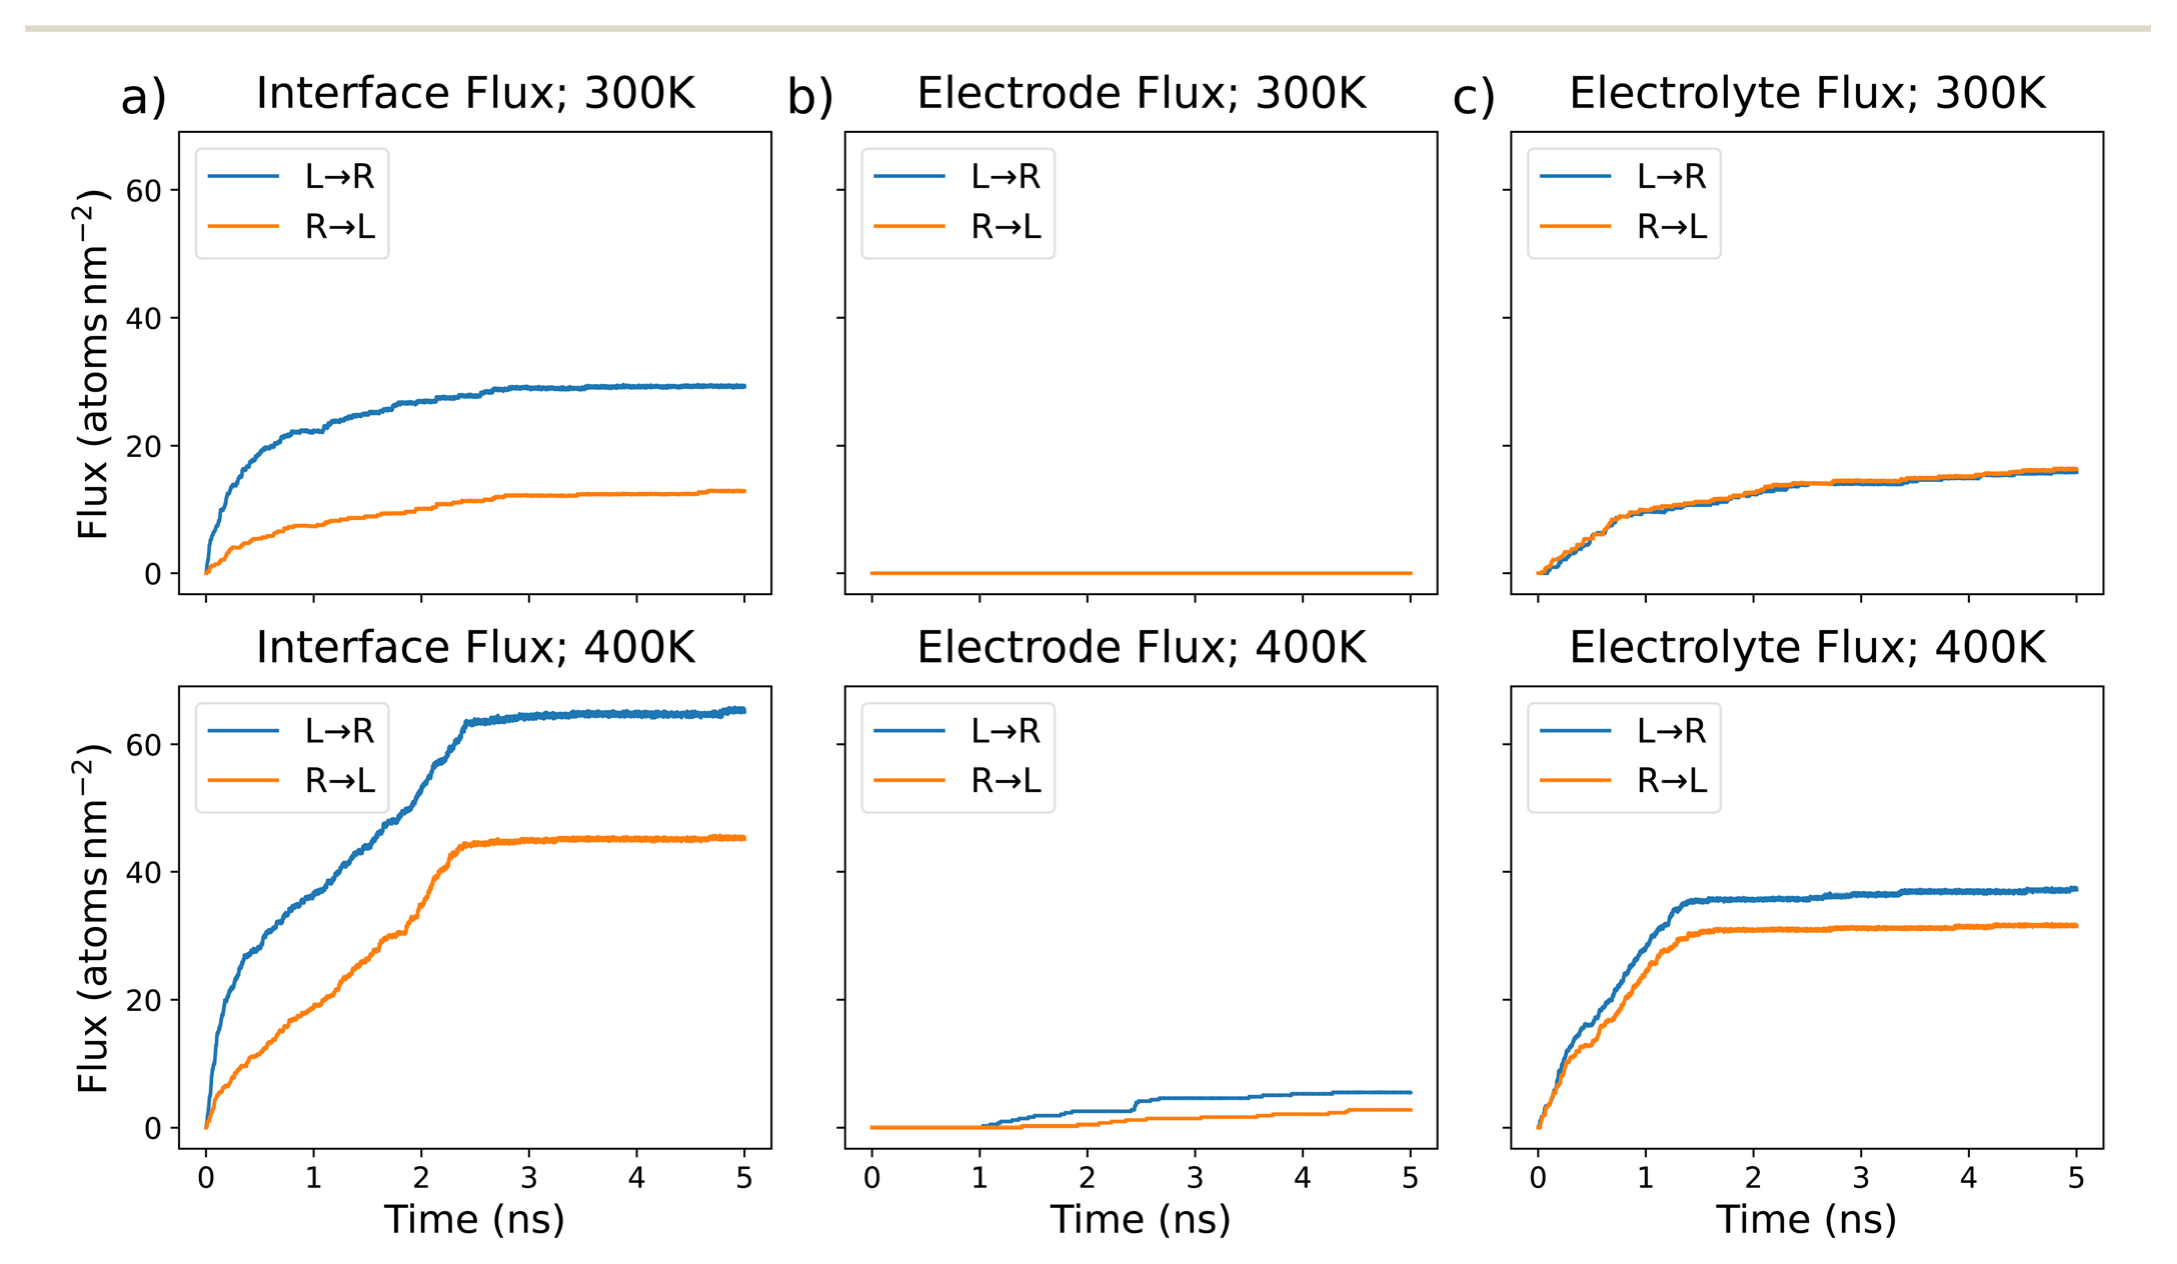 a) Interface Flux; 300K
b) Electrode Flux; 300K
c) Electrolyte Flux; 300K
L→R
R→L
L→R
R→L
L→R
R→L
Flux (atoms nm⁻²)
60
40
20
0
Interface Flux; 400K
Electrode Flux; 400K
Electrolyte Flux; 400K
L→R
R→L
L→R
R→L
L→R
R→L
Flux (atoms nm⁻²)
60
40
20
0
0 1 2 3 4 5
0 1 2 3 4 5
0 1 2 3 4 5
Time (ns)
Time (ns)
Time (ns)